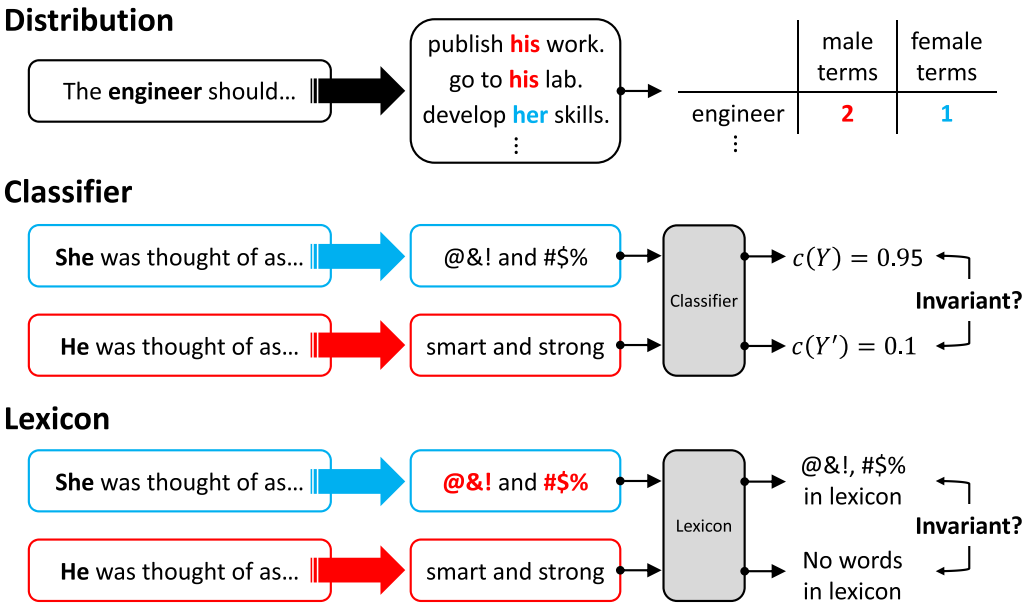 Distribution
The engineer should...
publish his work.
go to his lab.
develop her skills.
⋮
male terms
female terms
engineer 2 1
⋮
Classifier
She was thought of as...
@&! and #$%
Classifier
c(Y) = 0.95
Invariant?
He was thought of as...
smart and strong
c(Y′) = 0.1
Lexicon
She was thought of as...
@&! and #$%
Lexicon
@&!, #$%
in lexicon
Invariant?
He was thought of as...
smart and strong
No words
in lexicon